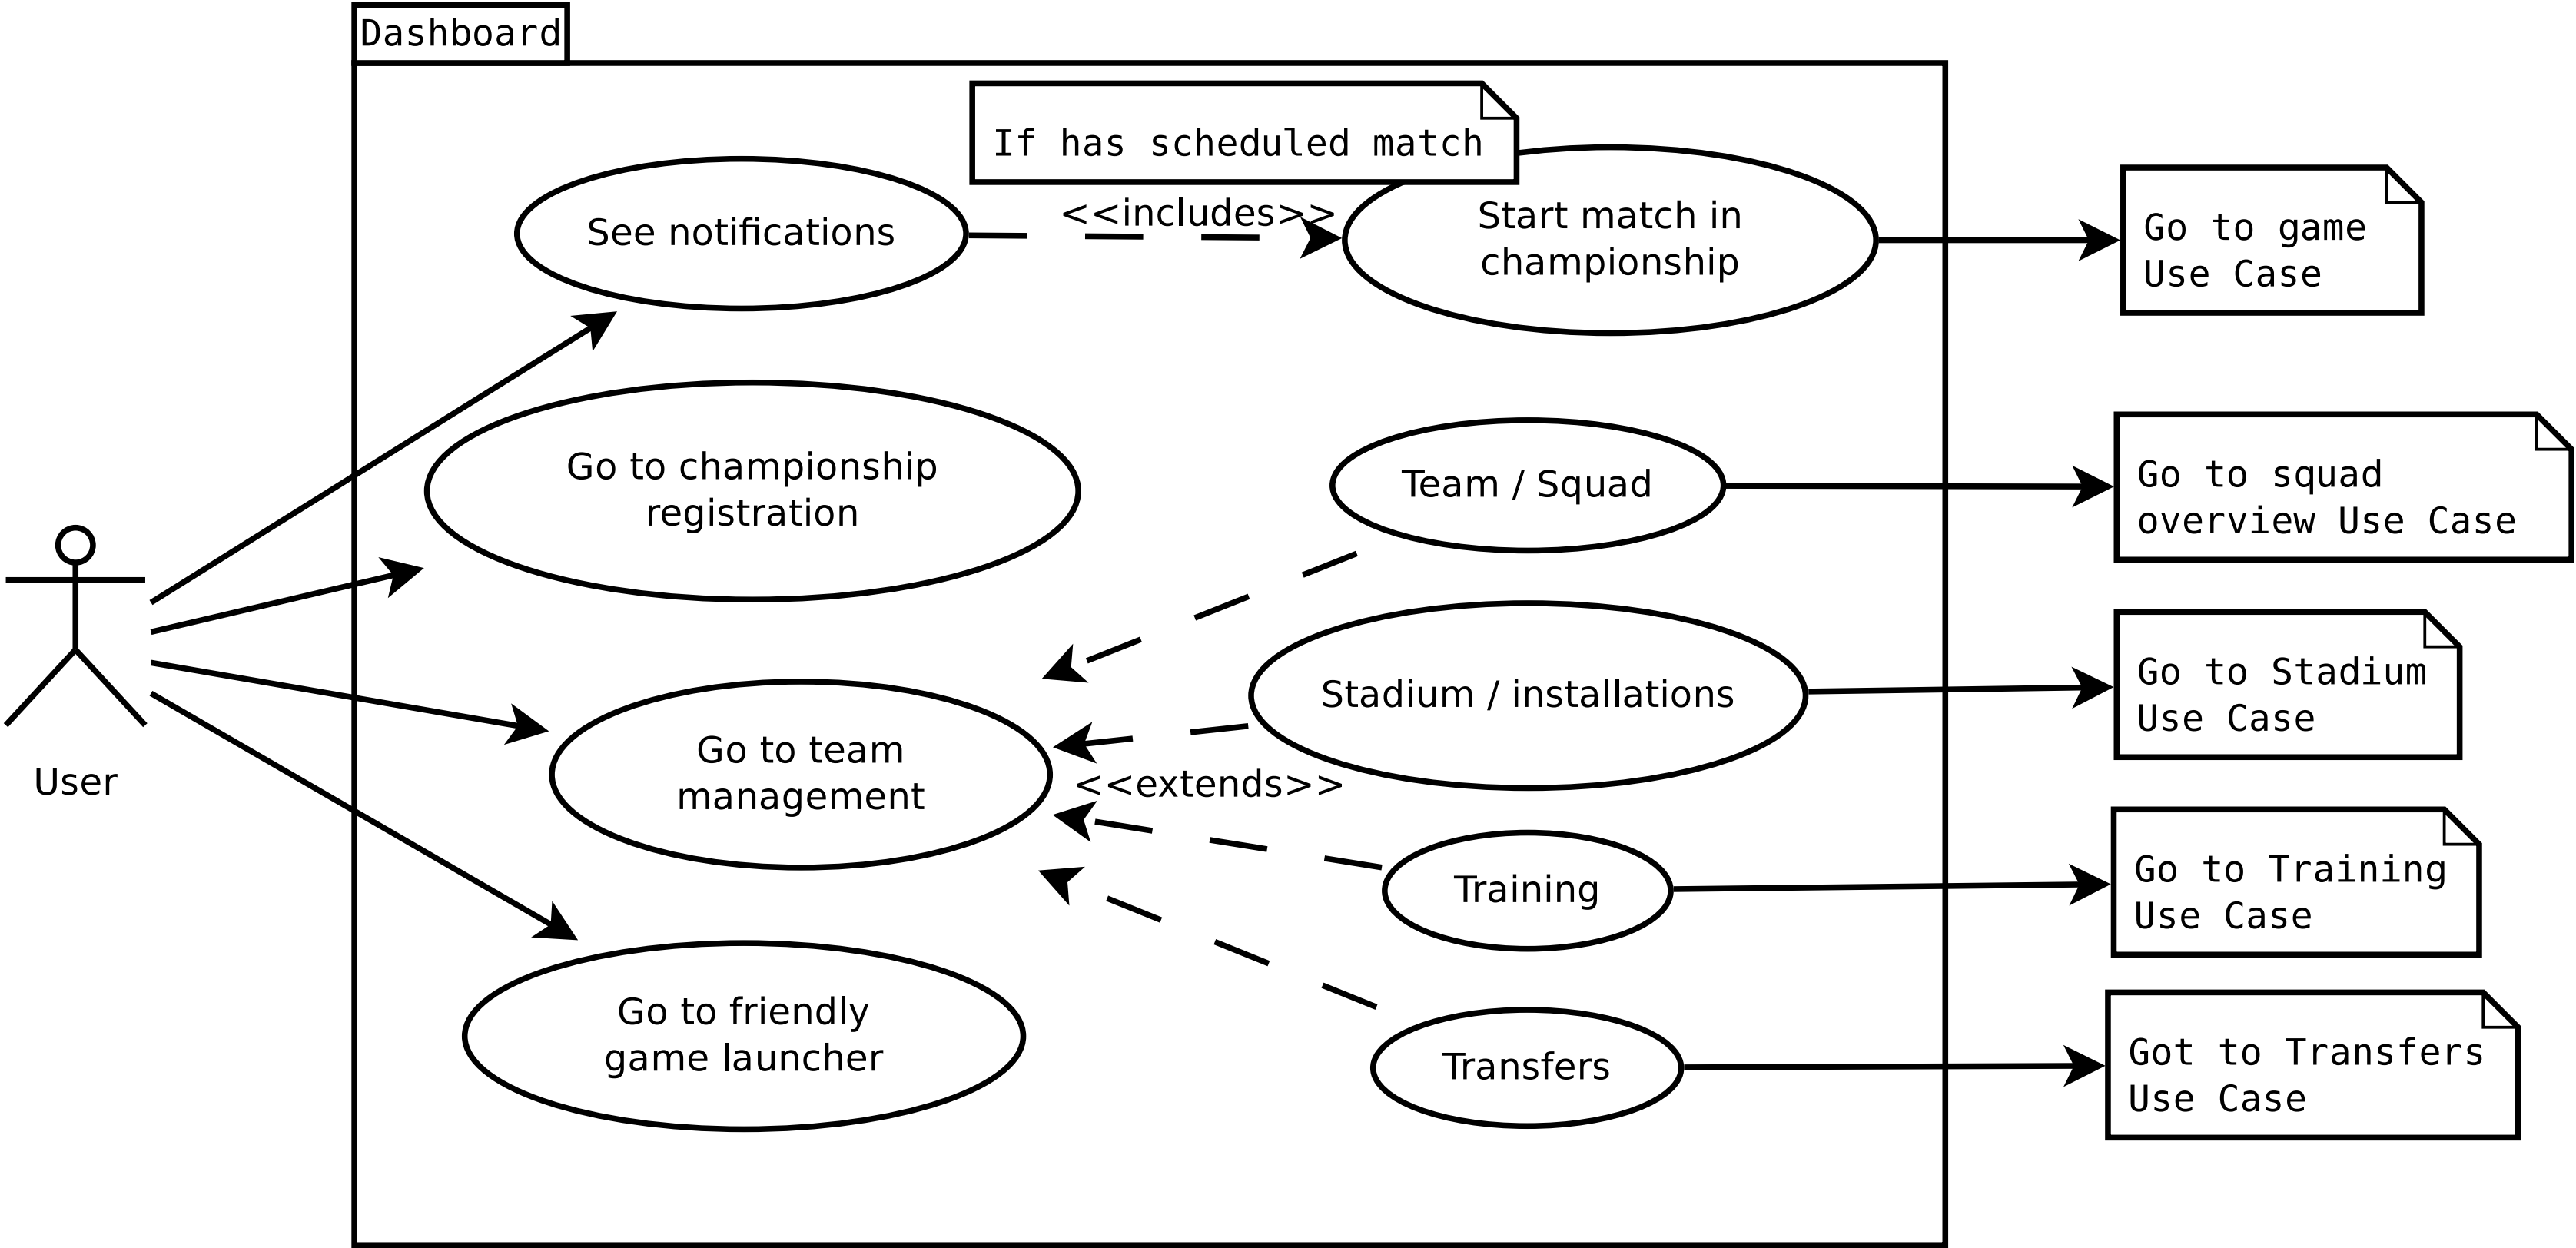 Dashboard
If has scheduled match
See notifications
<<includes>>
Start match in
championship
Go to game
Use Case
Go to championship
registration
Team / Squad
Go to squad
overview Use Case
User
Go to team
management
<<extends>>
Stadium / installations
Go to Stadium
Use Case
Training
Go to Training
Use Case
Go to friendly
game launcher
Transfers
Got to Transfers
Use Case